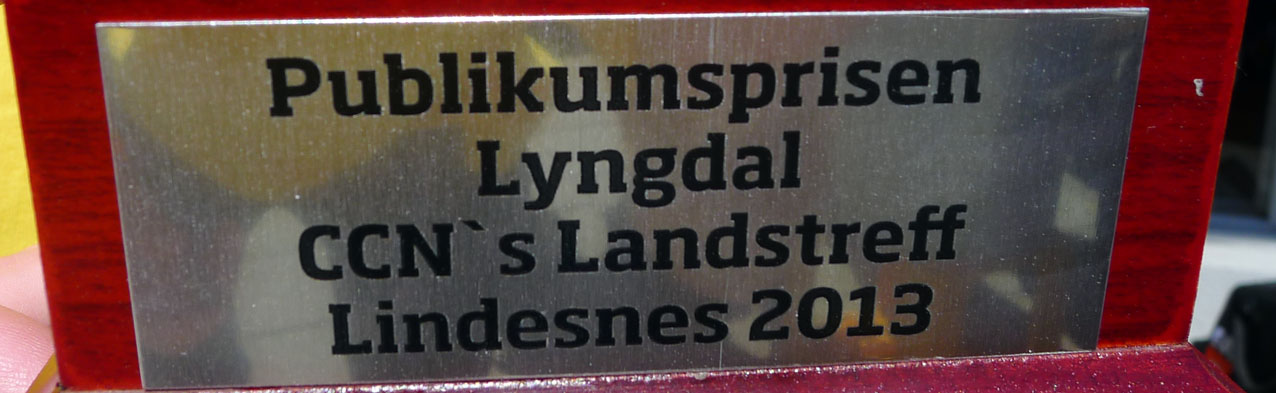 Publikumsprisen
Lyngdal
CCN`s Landstreff
Lindesnes 2013